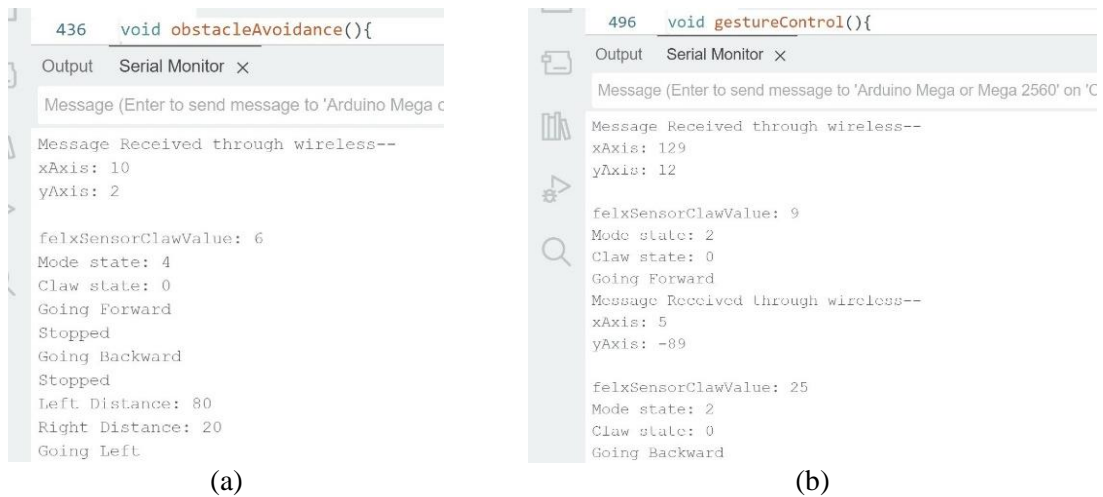 436 void obstacleAvoidance(){
Output Serial Monitor ×
Message (Enter to send message to 'Arduino Mega o
Message Received through wireless--
xAxis: 10
yAxis: 2
felxSensorClawValue: 6
Mode state: 4
Claw state: 0
Going Forward
Stopped
Going Backward
Stopped
Left Distance: 80
Right Distance: 20
Going Left
(a)
496 void gestureControl(){
Output Serial Monitor ×
Message (Enter to send message to 'Arduino Mega or Mega 2560' on 'C
Message Received through wireless--
xAxis: 129
yAxis: 12
felxSensorClawValue: 9
Mode state: 2
Claw state: 0
Going Forward
Message Received through wireless--
xAxis: 5
yAxis: -89
felxSensorClawValue: 25
Mode state: 2
Claw state: 0
Going Backward
(b)